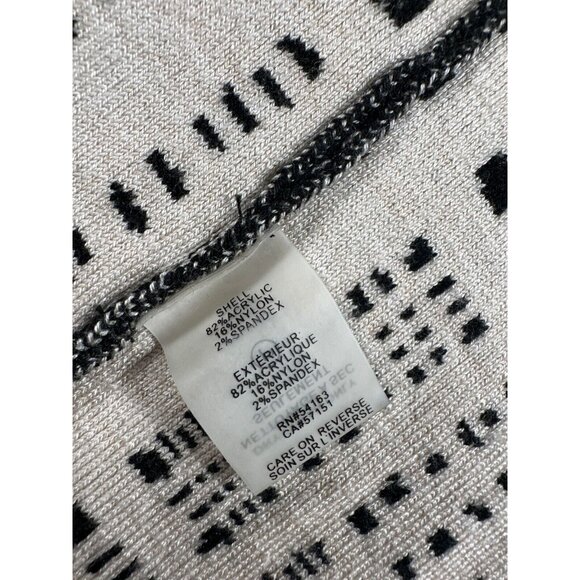 SHELL
82%ACRYLIC
16%NYLON
2%SPANDEX
EXTÉRIEUR-
82%ACRYLIQUE
16%NYLON
2%SPANDEX
RN#54163
CA#57151
CARE ON REVERSE
SOIN SUR L'INVERSE